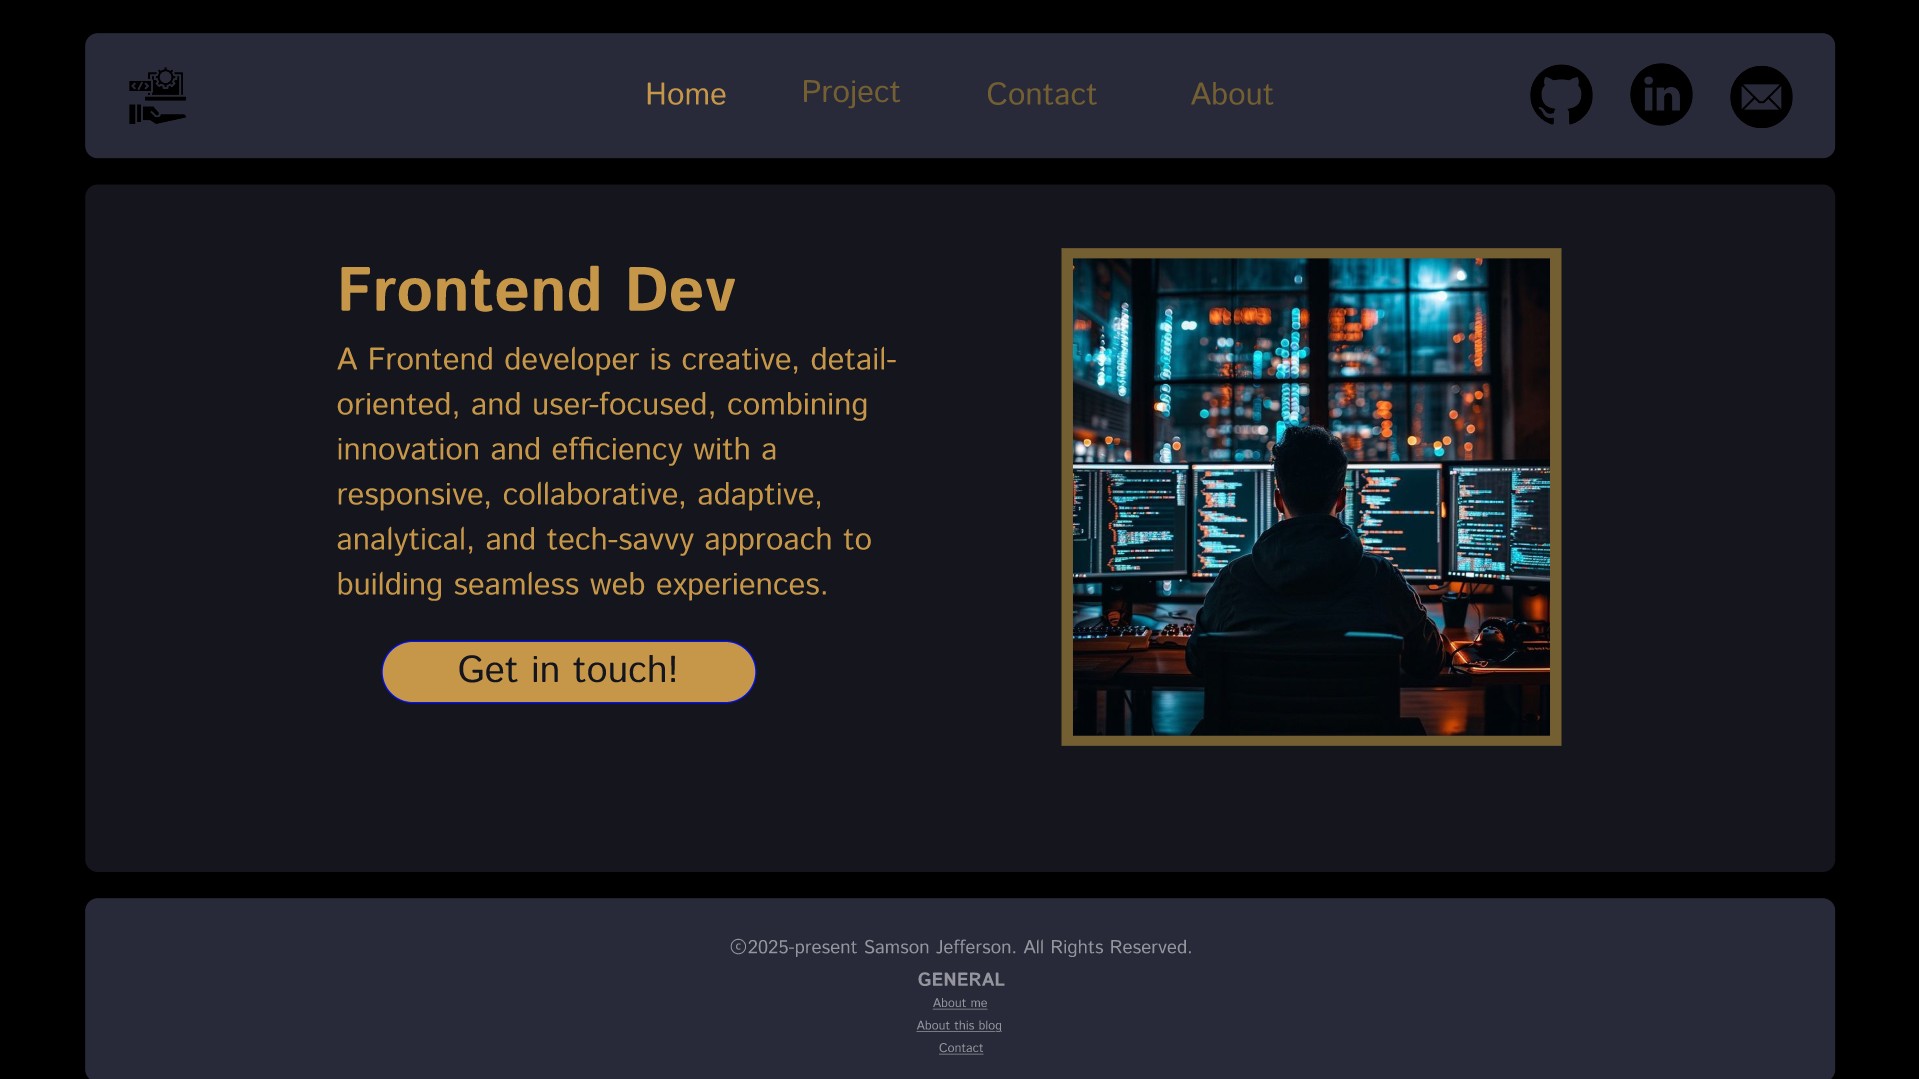 Home
Project
Contact
About
in
Frontend Dev
A Frontend developer is creative, detail-
oriented, and user-focused, combining
innovation and efficiency with a
responsive, collaborative, adaptive,
analytical, and tech-savvy approach to
building seamless web experiences.
Get in touch!
©2025-present Samson Jefferson. All Rights Reserved.
GENERAL
About me
About this blog
Contact